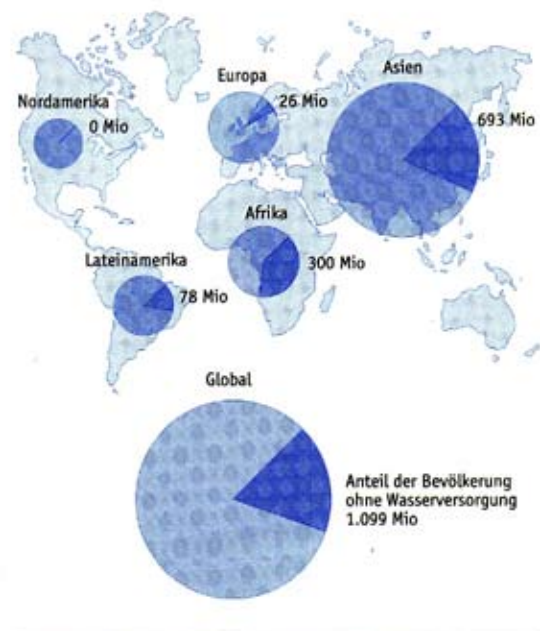 Asien
Europa
26 Mio
Nordamerika
0 Mio
693 Mio
Afrika
300 Mio
Lateinamerika
78 Mio
Global
Anteil der Bevölkerung
ohne Wasserversorgung
1.099 Mio